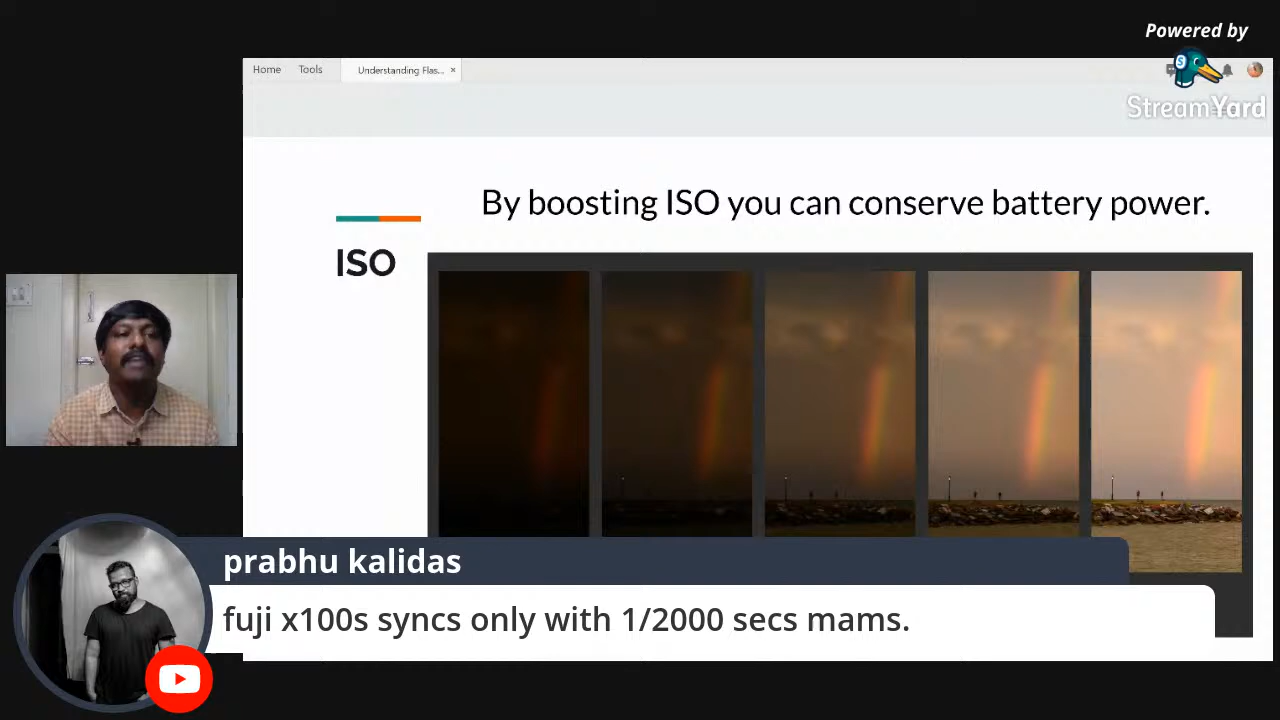 Powered by
StreamYard
Home Tools Understanding Flas... ×
By boosting ISO you can conserve battery power.
ISO
prabhu kalidas
fuji x100s syncs only with 1/2000 secs mams.